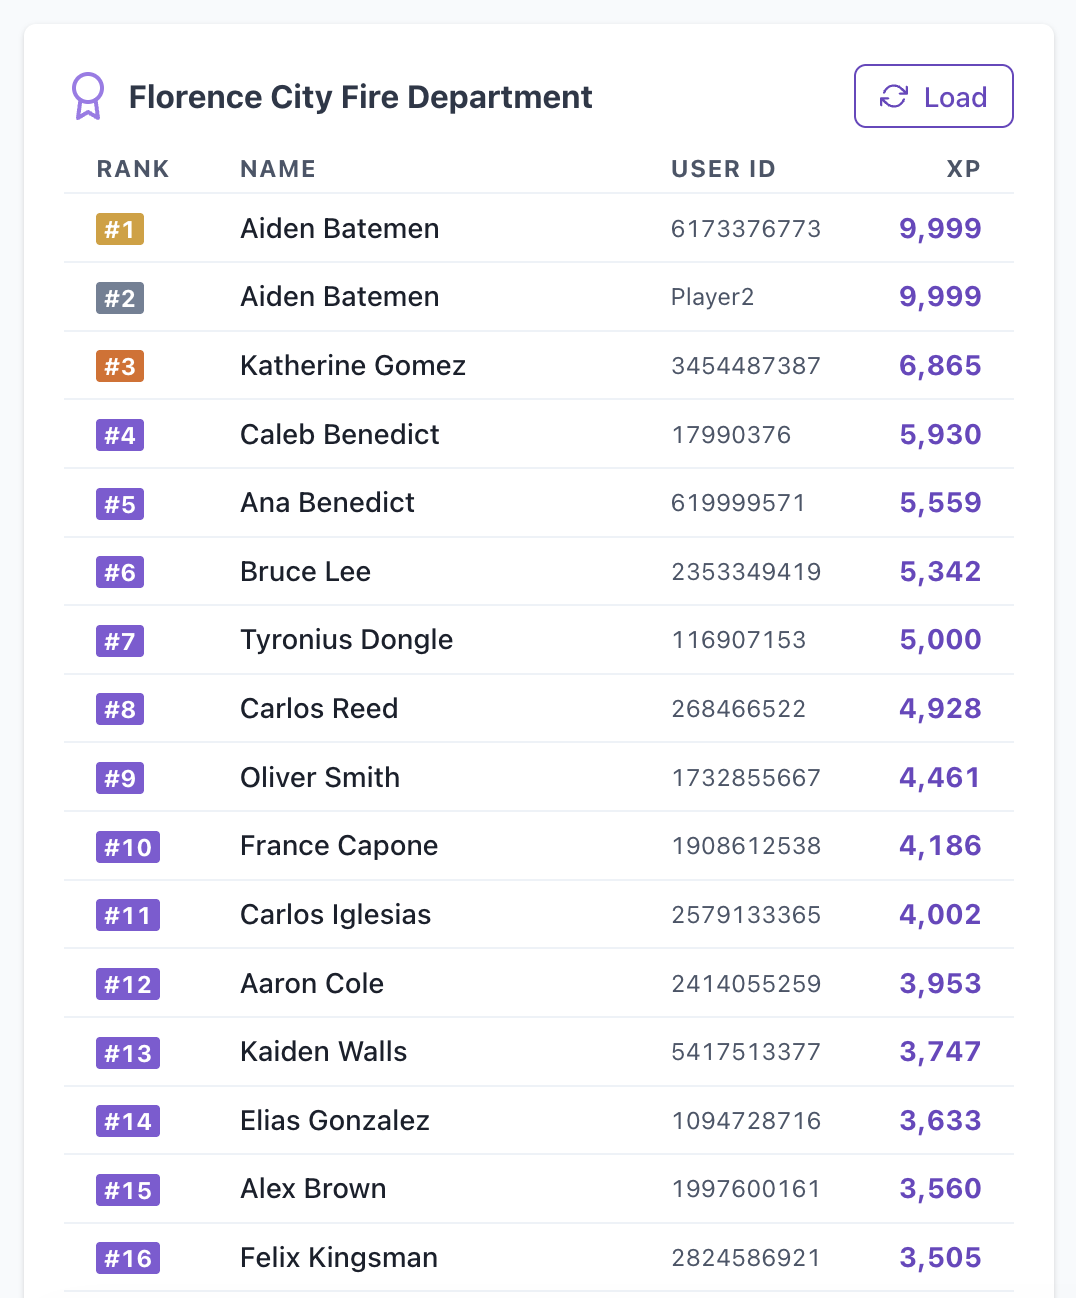 Florence City Fire Department
Load
RANK NAME USER ID XP
#1 Aiden Batemen 6173376773 9,999
#2 Aiden Batemen Player2 9,999
#3 Katherine Gomez 3454487387 6,865
#4 Caleb Benedict 17990376 5,930
#5 Ana Benedict 619999571 5,559
#6 Bruce Lee 2353349419 5,342
#7 Tyronius Dongle 116907153 5,000
#8 Carlos Reed 268466522 4,928
#9 Oliver Smith 1732855667 4,461
#10 France Capone 1908612538 4,186
#11 Carlos Iglesias 2579133365 4,002
#12 Aaron Cole 2414055259 3,953
#13 Kaiden Walls 5417513377 3,747
#14 Elias Gonzalez 1094728716 3,633
#15 Alex Brown 1997600161 3,560
#16 Felix Kingsman 2824586921 3,505